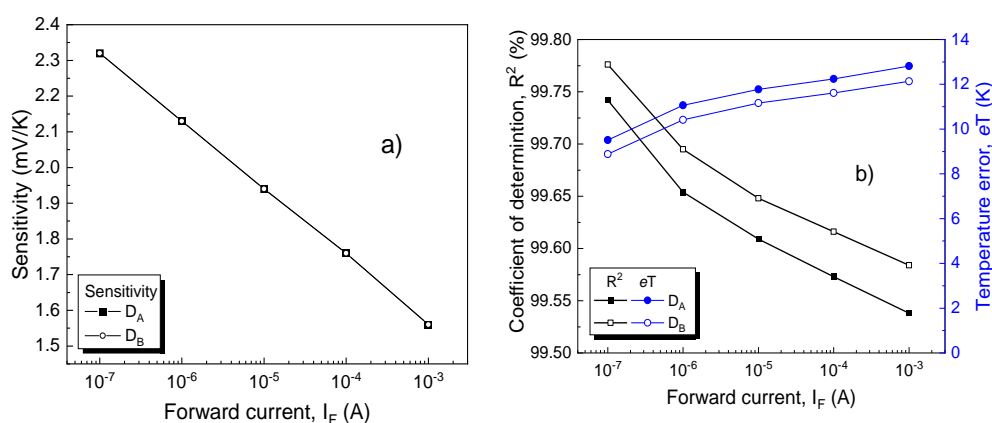 2.4
2.3
2.2
2.1
2.0
1.9
1.8
1.7
1.6
1.5
Sensitivity (mV/K)
a)
Sensitivity
D_A
D_B
10^-7
10^-6
10^-5
10^-4
10^-3
Forward current, I_F (A)
99.80
99.75
99.70
99.65
99.60
99.55
99.50
Coefficient of determintion, R^2 (%)
b)
R^2 eT
D_A
D_B
10^-7
10^-6
10^-5
10^-4
10^-3
Forward current, I_F (A)
14
12
10
8
6
4
2
0
Temperature error, eT (K)